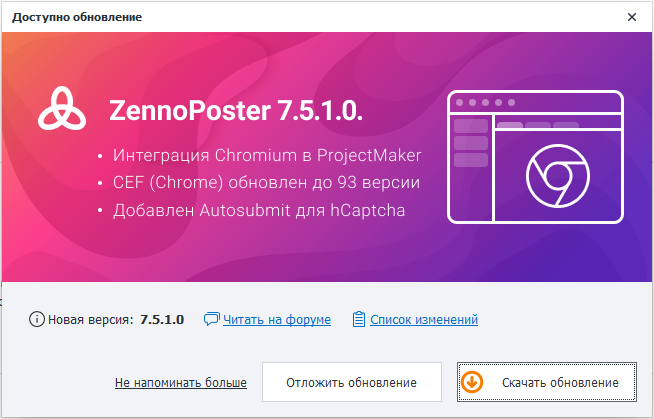 Доступно обновление
ZennoPoster 7.5.1.0.
• Интеграция Chromium в ProjectMaker
• CEF (Chrome) обновлен до 93 версии
• Добавлен Autosubmit для hCaptcha
Новая версия: 7.5.1.0 Читать на форуме Список изменений
Не напоминать больше Отложить обновление Скачать обновление